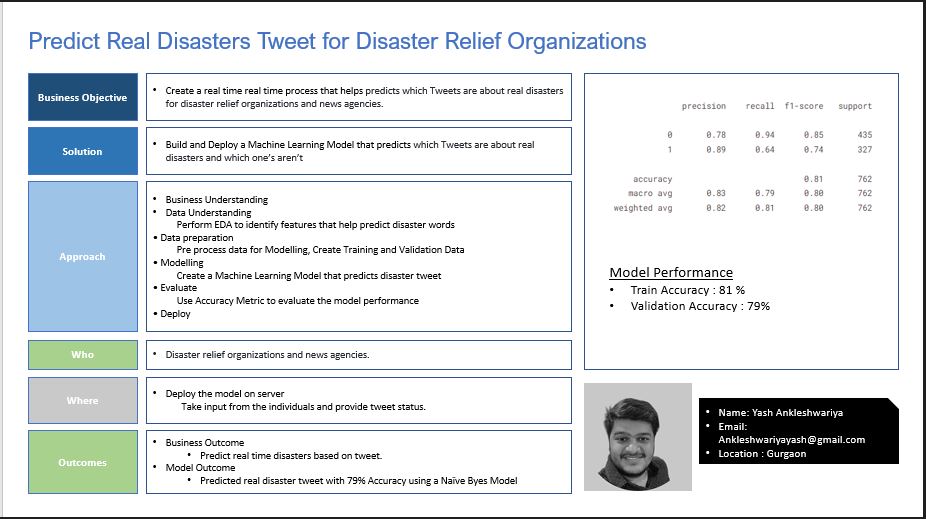 Predict Real Disasters Tweet for Disaster Relief Organizations
Business Objective
• Create a real time real time process that helps predicts which Tweets are about real disasters
for disaster relief organizations and news agencies.
Solution
• Build and Deploy a Machine Learning Model that predicts which Tweets are about real
disasters and which one's aren't
Approach
• Business Understanding
• Data Understanding
Perform EDA to identify features that help predict disaster words
• Data preparation
Pre process data for Modelling, Create Training and Validation Data
• Modelling
Create a Machine Learning Model that predicts disaster tweet
• Evaluate
Use Accuracy Metric to evaluate the model performance
• Deploy
Who
• Disaster relief organizations and news agencies.
Where
• Deploy the model on server
Take input from the individuals and provide tweet status.
Outcomes
• Business Outcome
• Predict real time disasters based on tweet.
• Model Outcome
• Predicted real disaster tweet with 79% Accuracy using a Naïve Byes Model
precision recall f1-score support
0 0.78 0.94 0.85 435
1 0.89 0.64 0.74 327
accuracy 0.81 762
macro avg 0.83 0.79 0.80 762
weighted avg 0.82 0.81 0.80 762
Model Performance
• Train Accuracy : 81 %
• Validation Accuracy : 79%
• Name: Yash Ankleshwariya
• Email:
Ankleshwariyayash@gmail.com
• Location : Gurgaon